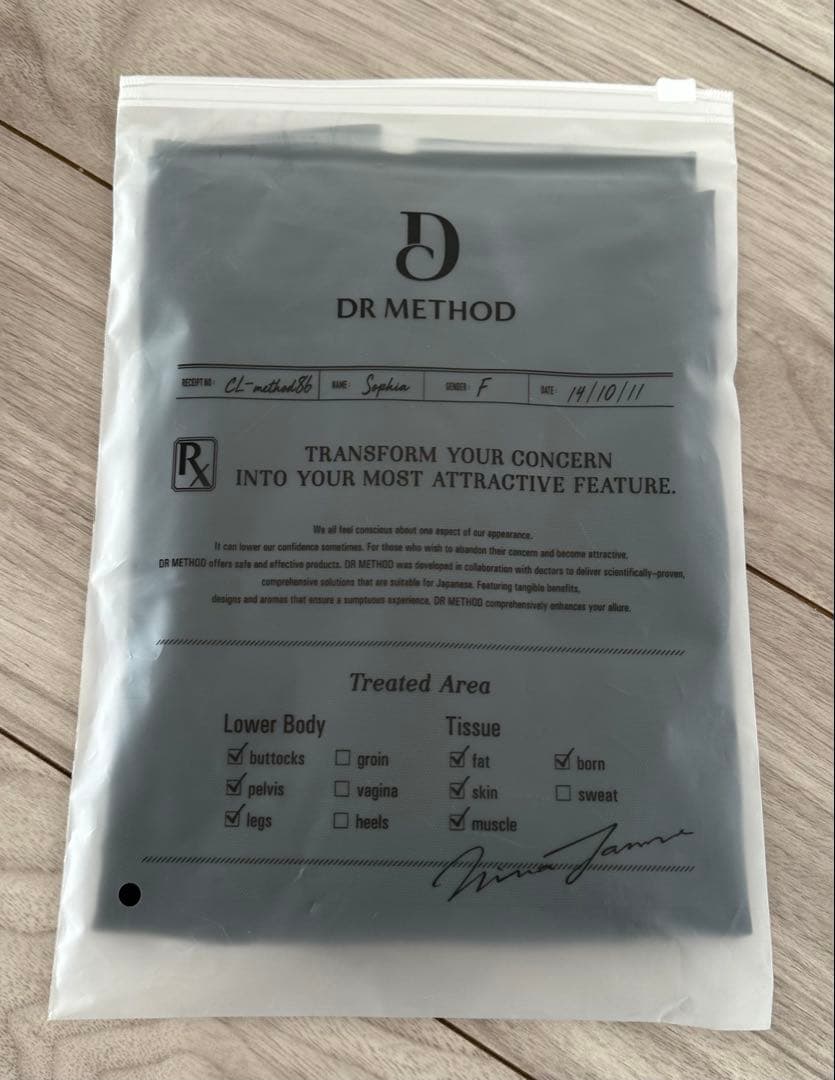 DR METHOD
RECEIPT NO: CL-method86 NAME: Sophia GENDER: F DATE: 14/10/11
Rx TRANSFORM YOUR CONCERN
INTO YOUR MOST ATTRACTIVE FEATURE.
We all feel conscious about one aspect of our appearance.
It can lower our confidence sometimes. For those who wish to abandon their concern and become attractive,
DR METHOD offers safe and effective products. DR METHOD was developed in collaboration with doctors to deliver scientifically-proven,
comprehensive solutions that are suitable for Japanese. Featuring tangible benefits,
designs and aromas that ensure a sumptuous experience, DR METHOD comprehensively enhances your allure.
Treated Area
Lower Body Tissue
buttocks groin fat born
pelvis vagina skin sweat
legs heels muscle